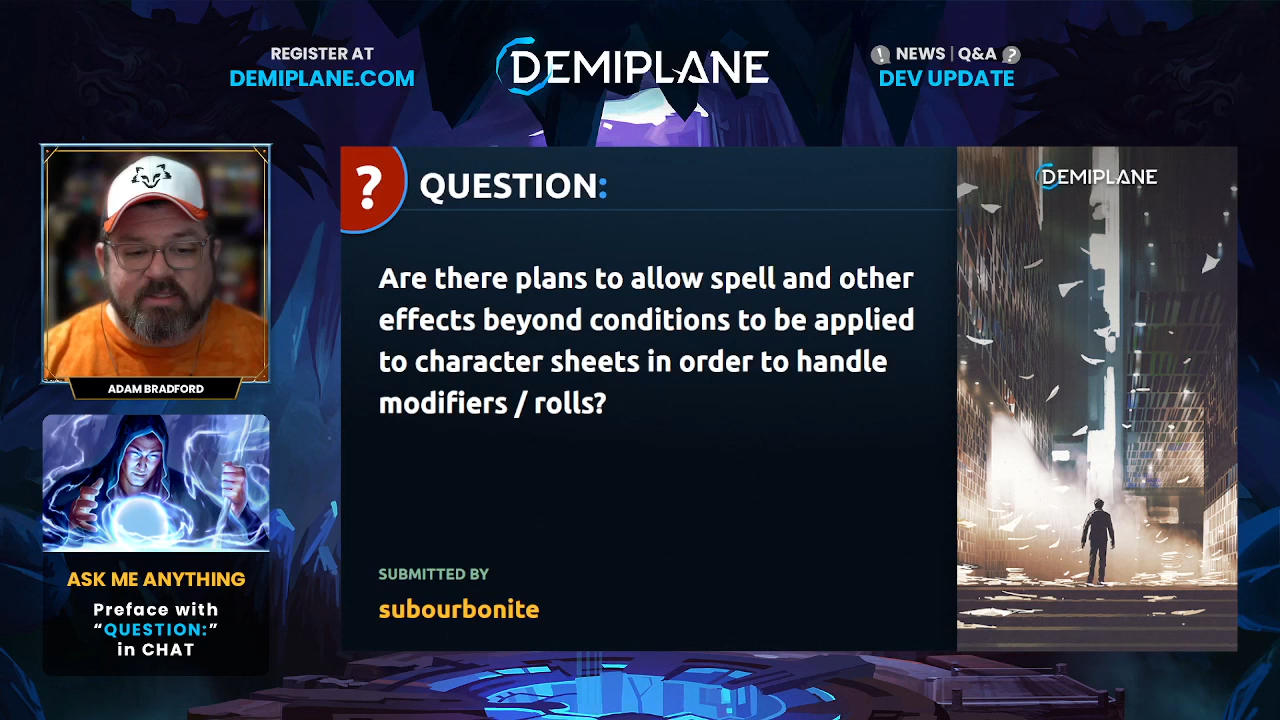 REGISTER AT
DEMIPLANE.COM
DEMIPLANE
! NEWS | Q&A ?
DEV UPDATE
? QUESTION:
Are there plans to allow spell and other
effects beyond conditions to be applied
to character sheets in order to handle
modifiers / rolls?
SUBMITTED BY
subourbonite
DEMIPLANE
ADAM BRADFORD
ASK ME ANYTHING
Preface with
“QUESTION:”
in CHAT